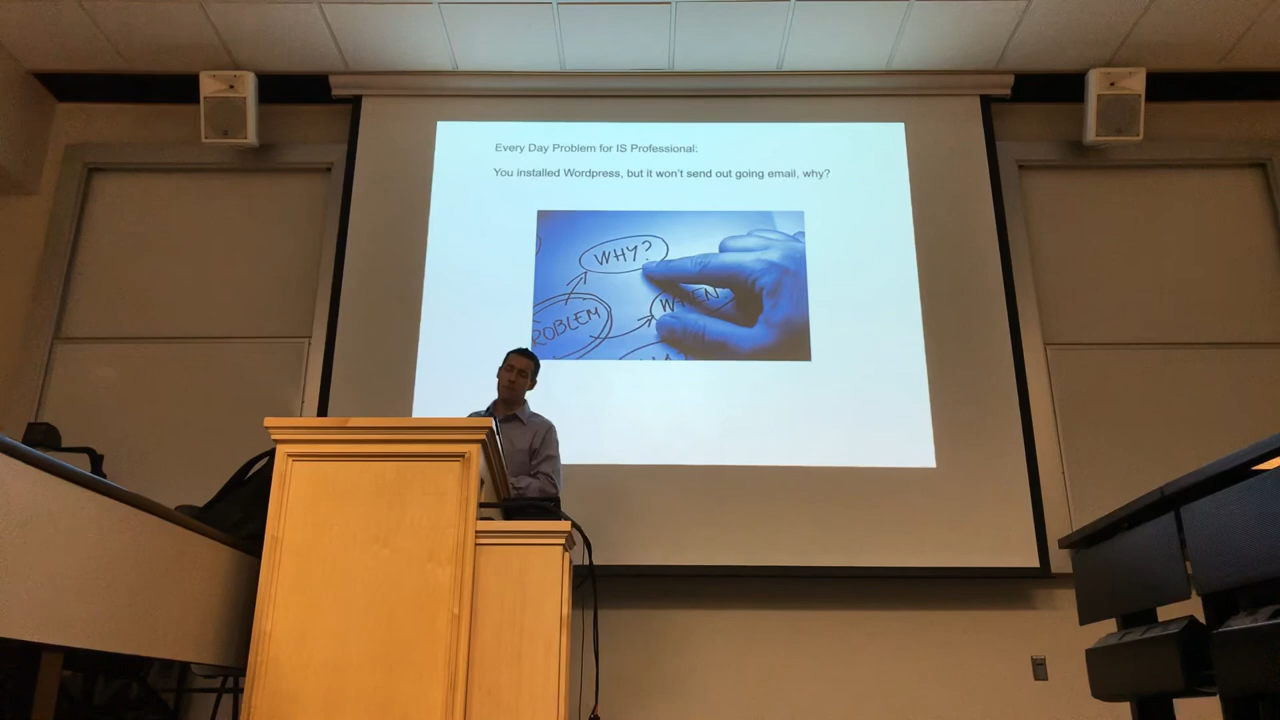 Every Day Problem for IS Professional:
You installed Wordpress, but it won't send out going email, why?
WHY?
WHEN
ROBLEM